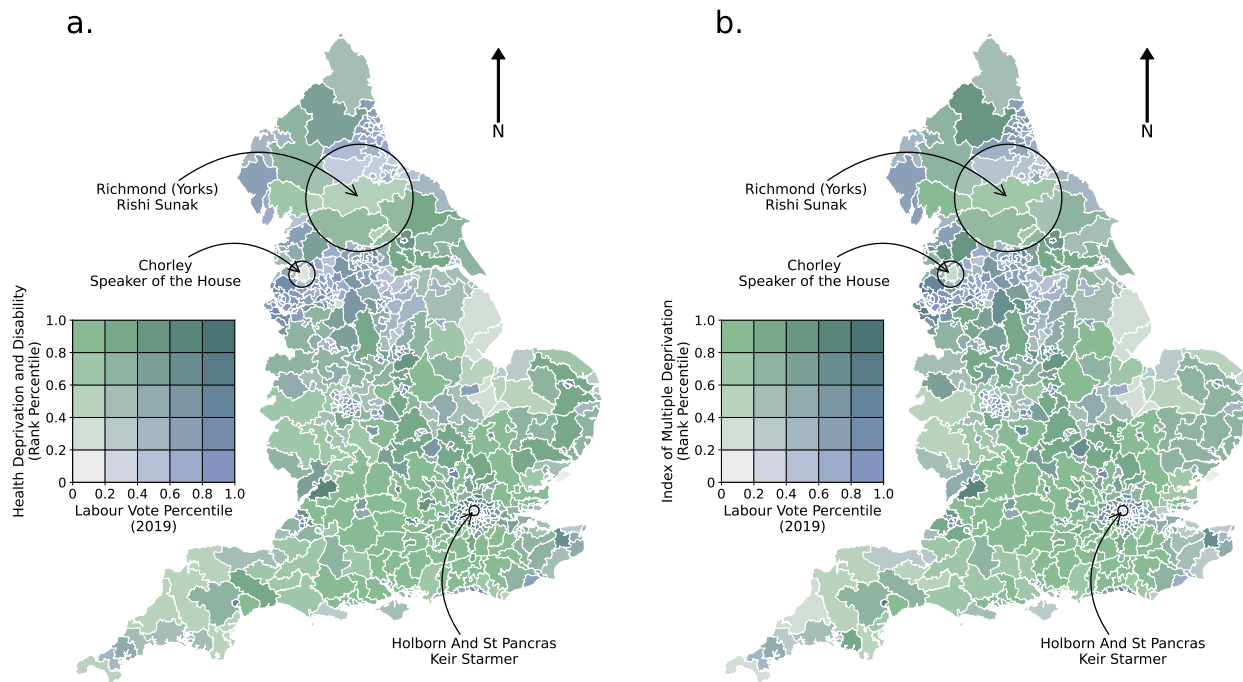 a.
N
Richmond (Yorks)
Rishi Sunak
Chorley
Speaker of the House
Health Deprivation and Disability
(Rank Percentile)
1.0
0.8
0.6
0.4
0.2
0
0 0.2 0.4 0.6 0.8 1.0
Labour Vote Percentile
(2019)
Holborn And St Pancras
Keir Starmer
b.
N
Richmond (Yorks)
Rishi Sunak
Chorley
Speaker of the House
Index of Multiple Deprivation
(Rank Percentile)
1.0
0.8
0.6
0.4
0.2
0
0 0.2 0.4 0.6 0.8 1.0
Labour Vote Percentile
(2019)
Holborn And St Pancras
Keir Starmer